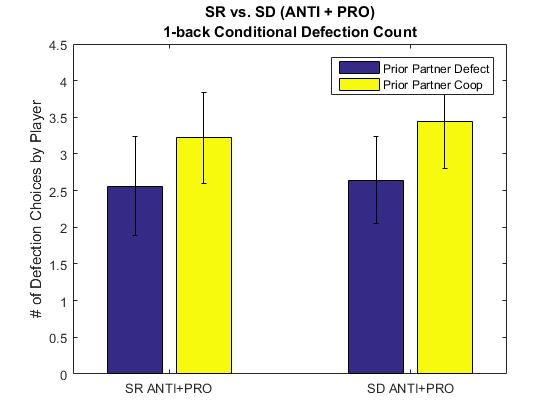 SR vs. SD (ANTI + PRO)
1-back Conditional Defection Count
# of Defection Choices by Player
4.5
4
3.5
3
2.5
2
1.5
1
0.5
0
Prior Partner Defect
Prior Partner Coop
SR ANTI+PRO
SD ANTI+PRO